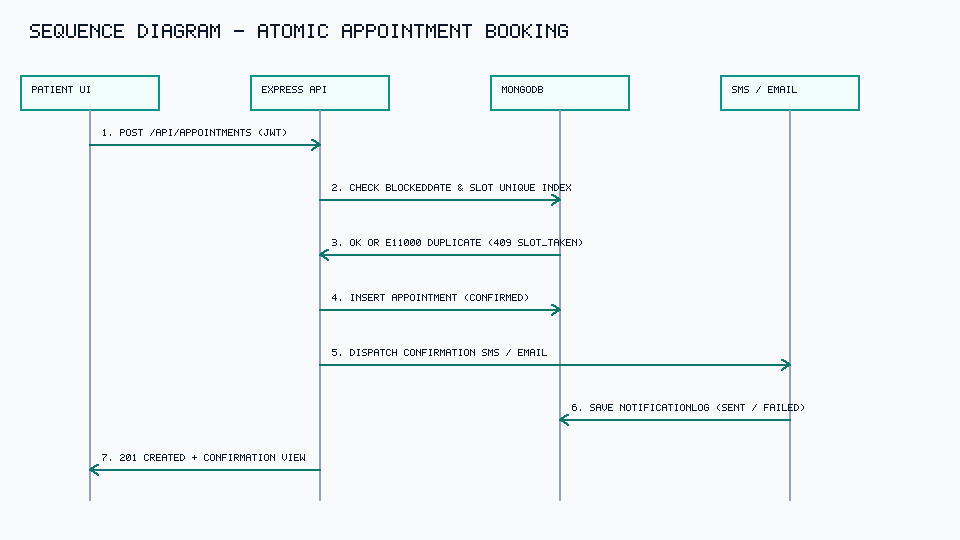 SEQUENCE DIAGRAM - ATOMIC APPOINTMENT BOOKING
PATIENT UI
EXPRESS API
MONGODB
SMS / EMAIL
1. POST /API/APPOINTMENTS (JWT)
2. CHECK BLOCKEDDATE & SLOT UNIQUE INDEX
3. OK OR E11000 DUPLICATE (409 SLOT_TAKEN)
4. INSERT APPOINTMENT (CONFIRMED)
5. DISPATCH CONFIRMATION SMS / EMAIL
6. SAVE NOTIFICATIONLOG (SENT / FAILED)
7. 201 CREATED + CONFIRMATION VIEW